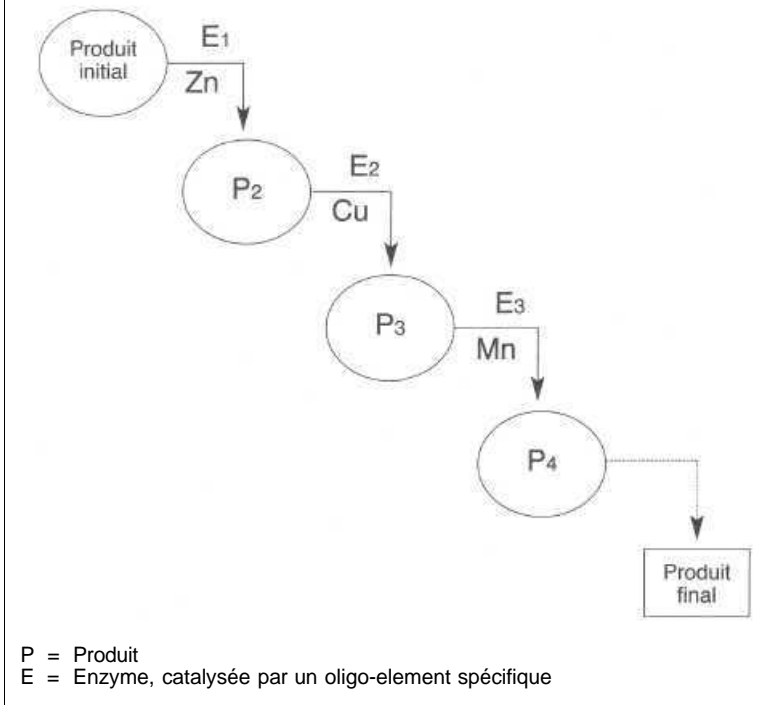 Produit
initial
E1
Zn
P2
E2
Cu
P3
E3
Mn
P4
Produit
final
P = Produit
E = Enzyme, catalysée par un oligo-element spécifique